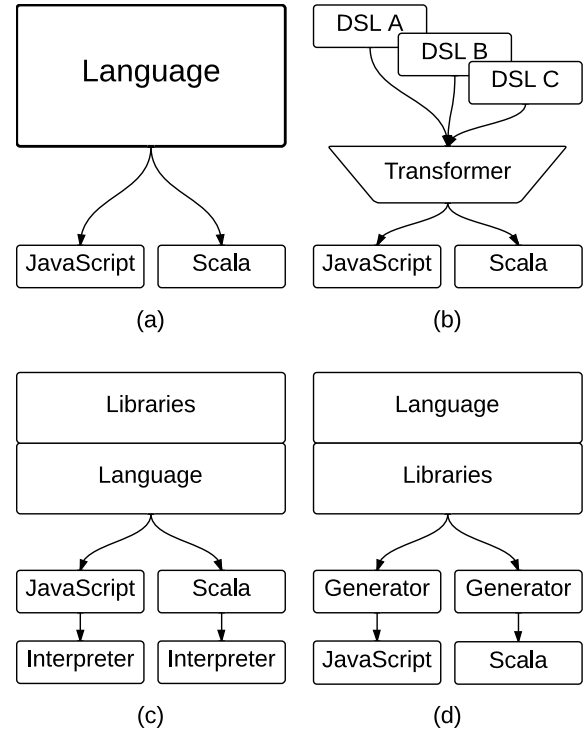 Language
JavaScript
Scala
(a)
DSL A
DSL B
DSL C
Transformer
JavaScript
Scala
(b)
Libraries
Language
JavaScript
Scala
Interpreter
Interpreter
(c)
Language
Libraries
Generator
Generator
JavaScript
Scala
(d)